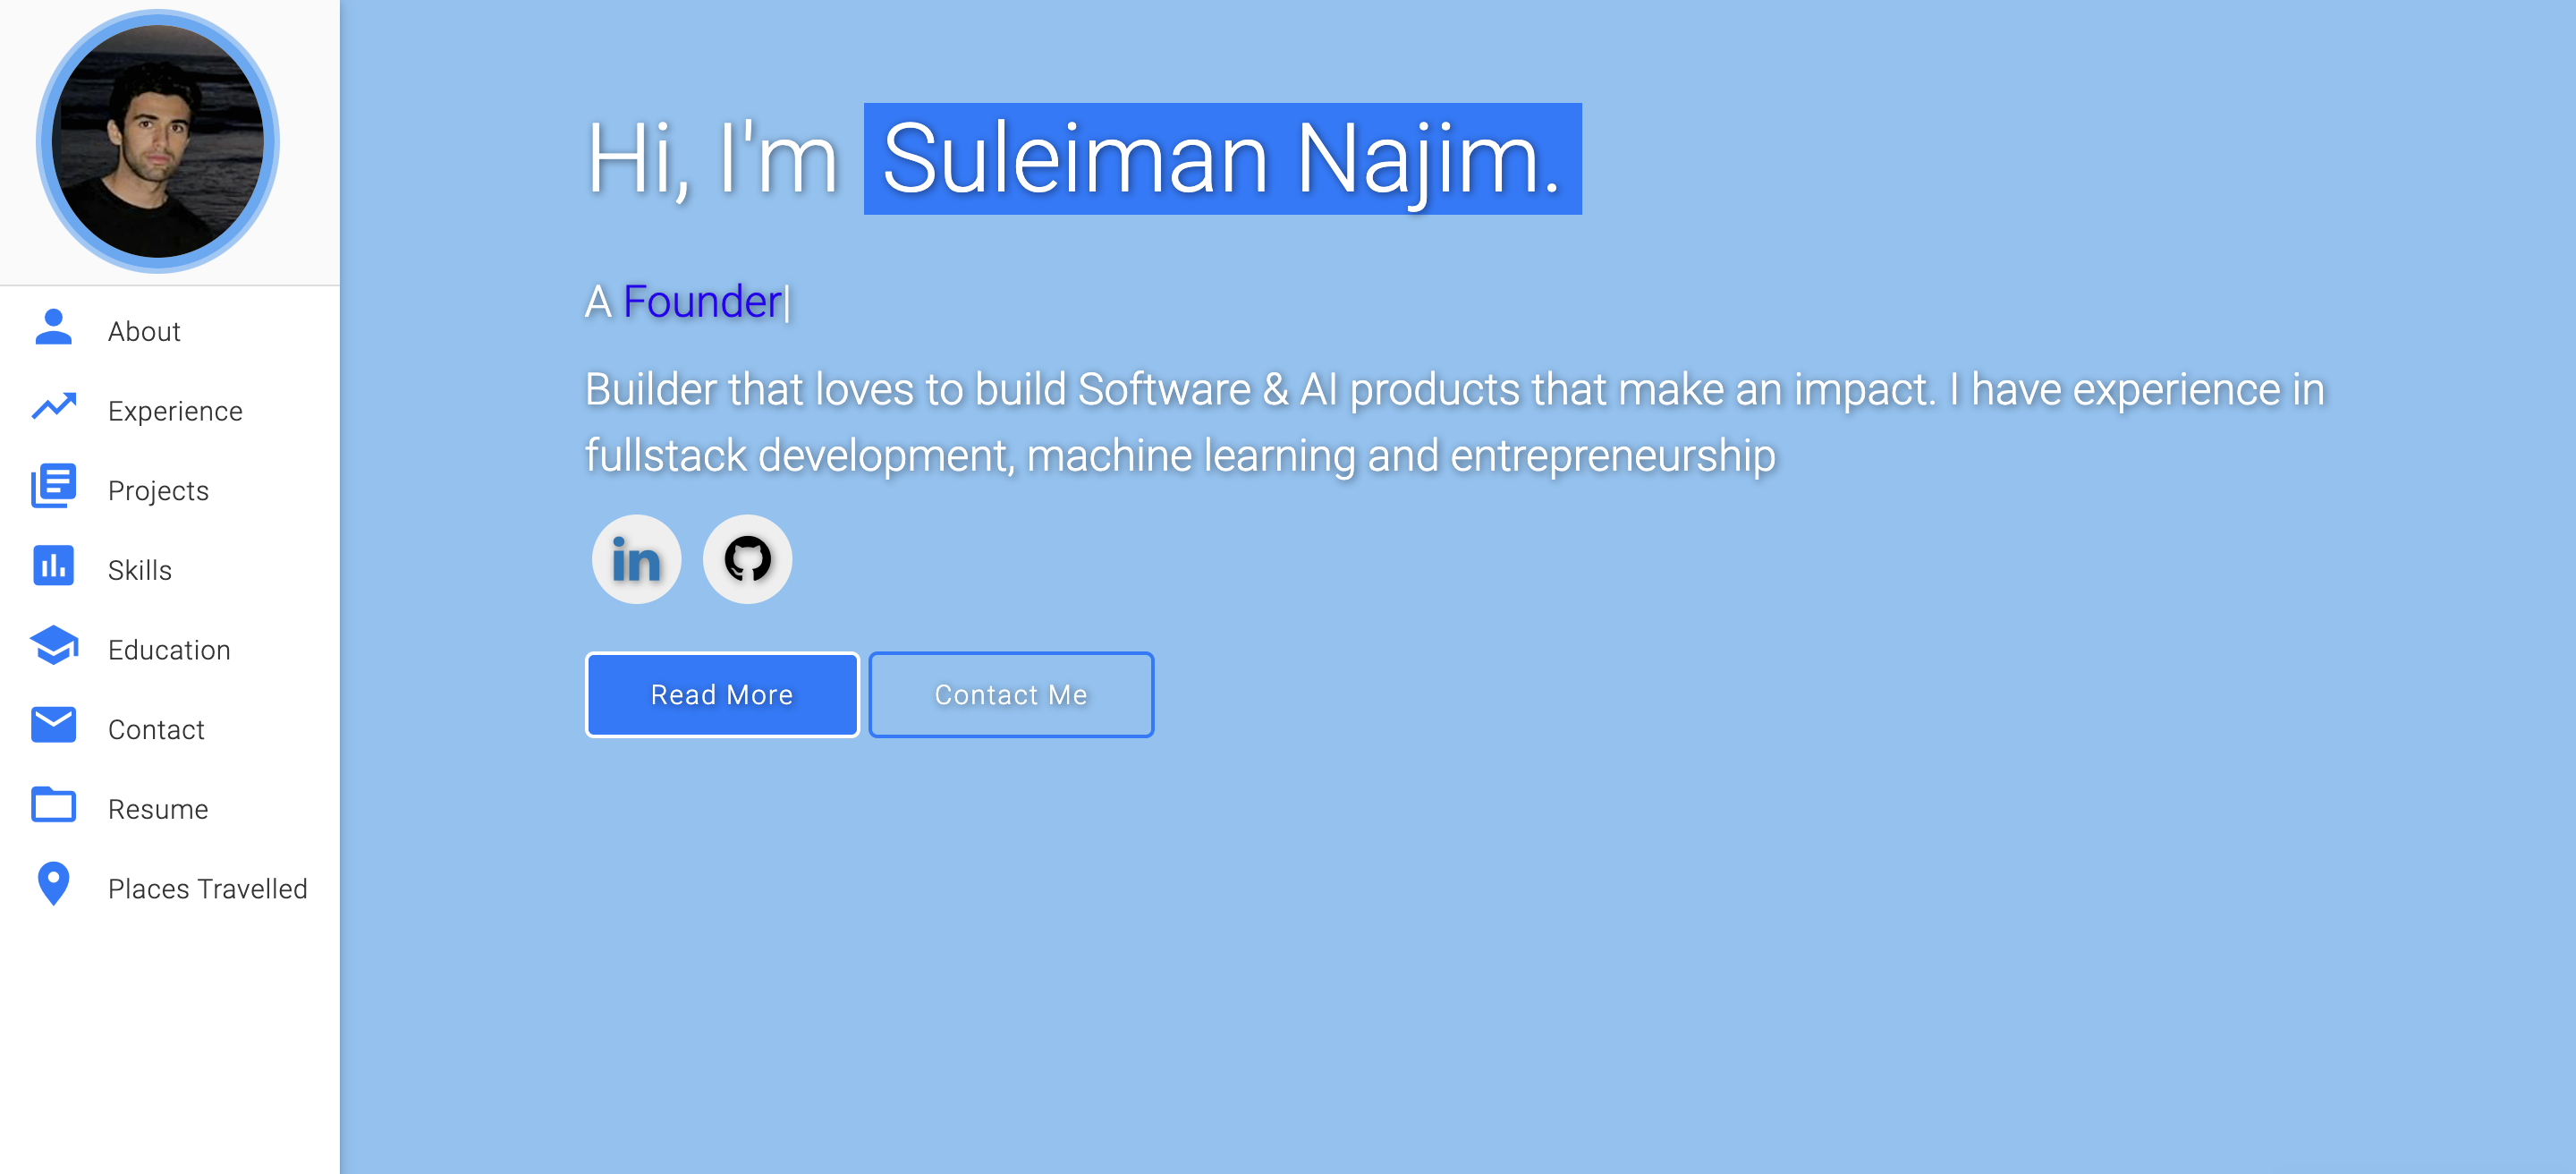 About
Experience
Projects
Skills
Education
Contact
Resume
Places Travelled
Hi, I'm Suleiman Najim.
A Founder|
Builder that loves to build Software & AI products that make an impact. I have experience in
fullstack development, machine learning and entrepreneurship
in
Read More
Contact Me